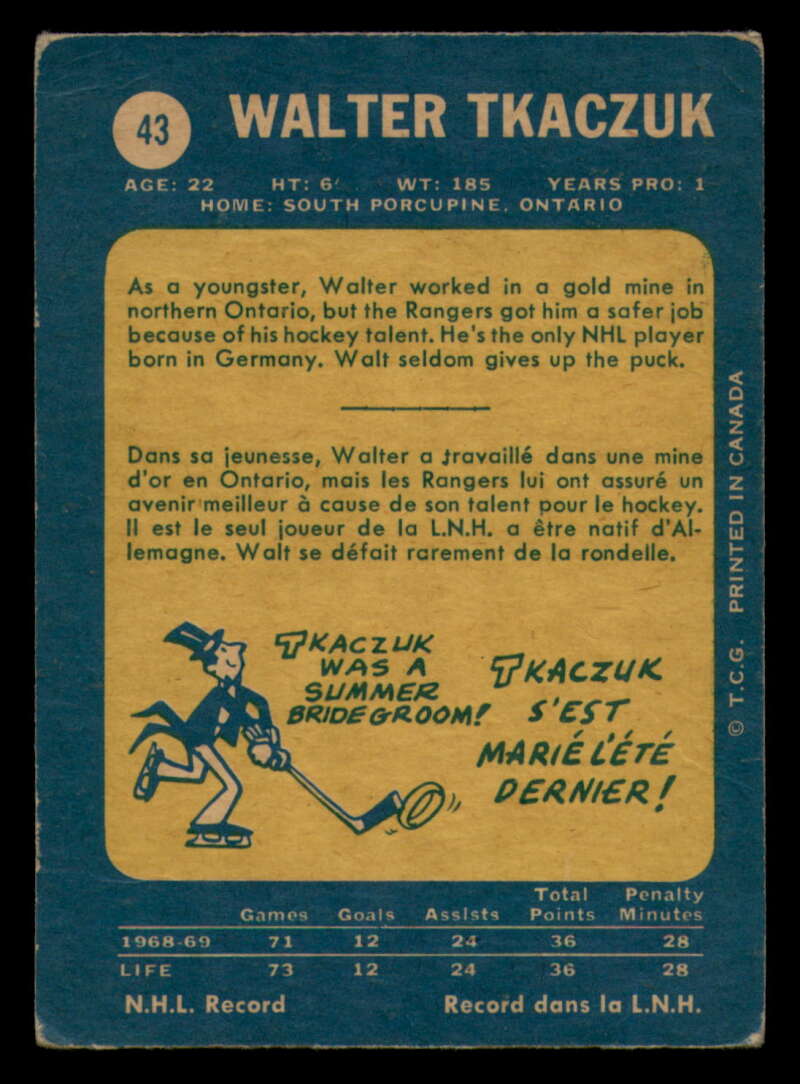 43
WALTER TKACZUK
AGE: 22 HT: 6' WT: 185 YEARS PRO: 1
HOME: SOUTH PORCUPINE, ONTARIO
As a youngster, Walter worked in a gold mine in
northern Ontario, but the Rangers got him a safer job
because of his hockey talent. He's the only NHL player
born in Germany. Walt seldom gives up the puck.
Dans sa jeunesse, Walter a travaillé dans une mine
d'or en Ontario, mais les Rangers lui ont assuré un
avenir meilleur à cause de son talent pour le hockey.
Il est le seul joueur de la L.N.H. a être natif d'Al-
lemagne. Walt se défait rarement de la rondelle.
TKACZUK
WAS A
SUMMER
BRIDEGROOM!
TKACZUK
S'EST
MARIÉ L'ÉTÉ
DERNIER!
© T.C.G. PRINTED IN CANADA
Total Penalty
Games Goals Assists Points Minutes
1968-69 71 12 24 36 28
LIFE 73 12 24 36 28
N.H.L. Record Record dans la L.N.H.